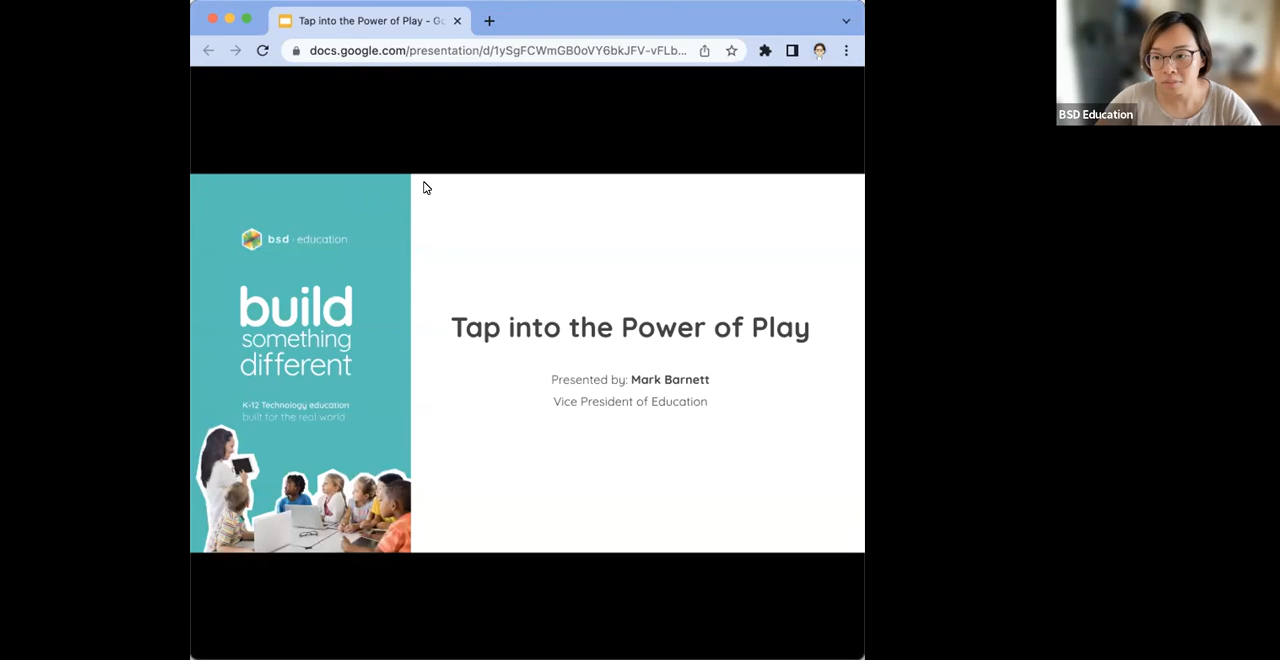 Tap into the Power of Play - Go
docs.google.com/presentation/d/1ySgFCWmGB0oVY6bkJFV-vFLb...
BSD Education
bsd education
build
something
different
K-12 Technology education
built for the real world
Tap into the Power of Play
Presented by: Mark Barnett
Vice President of Education